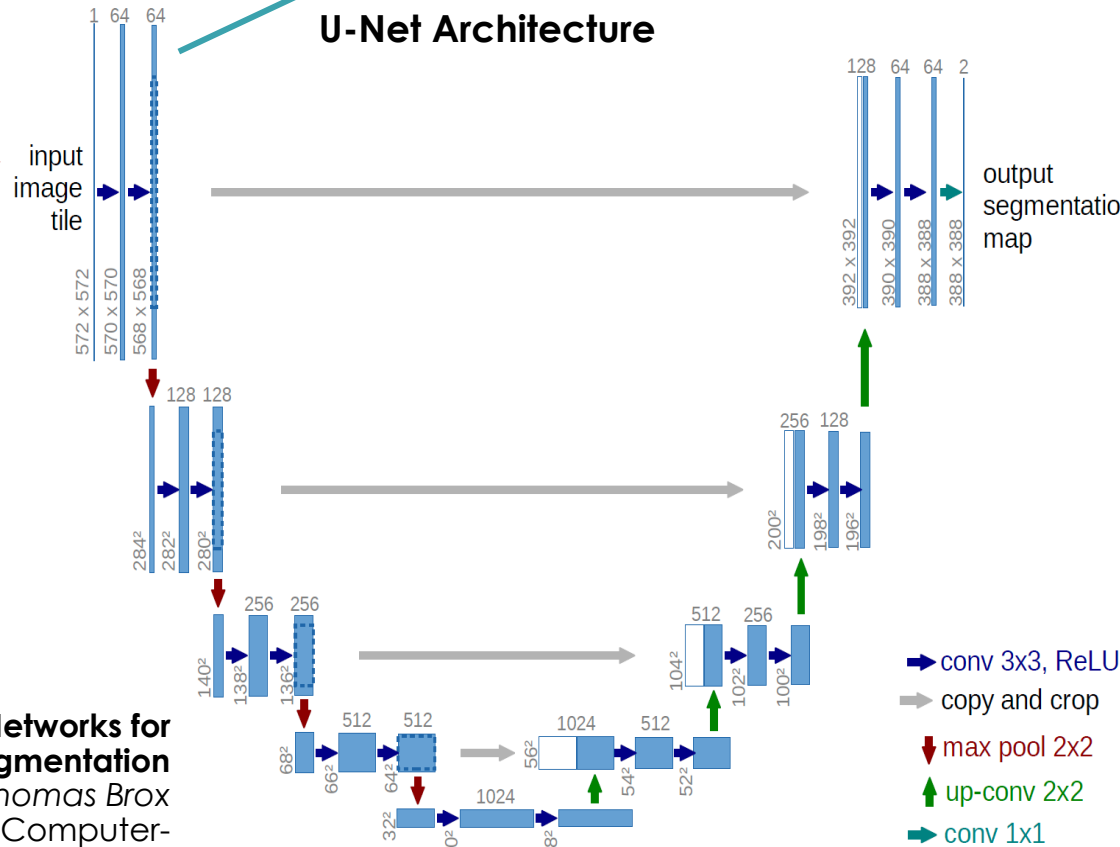 U-Net Architecture
1 64 64
input
image
tile
572 x 572
570 x 570
568 x 568
128 64 64 2
output
segmentatio
map
392 x 392
390 x 390
388 x 388
388 x 388
128 128
284²
282²
280²
256 128
200²
198²
196²
256 256
140²
138²
136²
512 256
104²
102²
100²
512 512
68²
66²
64²
1024 512
56²
54²
52²
1024
32²
0²
8²
conv 3x3, ReLU
copy and crop
max pool 2x2
up-conv 2x2
conv 1x1
letworks for
gmentation
homas Brox
Computer-